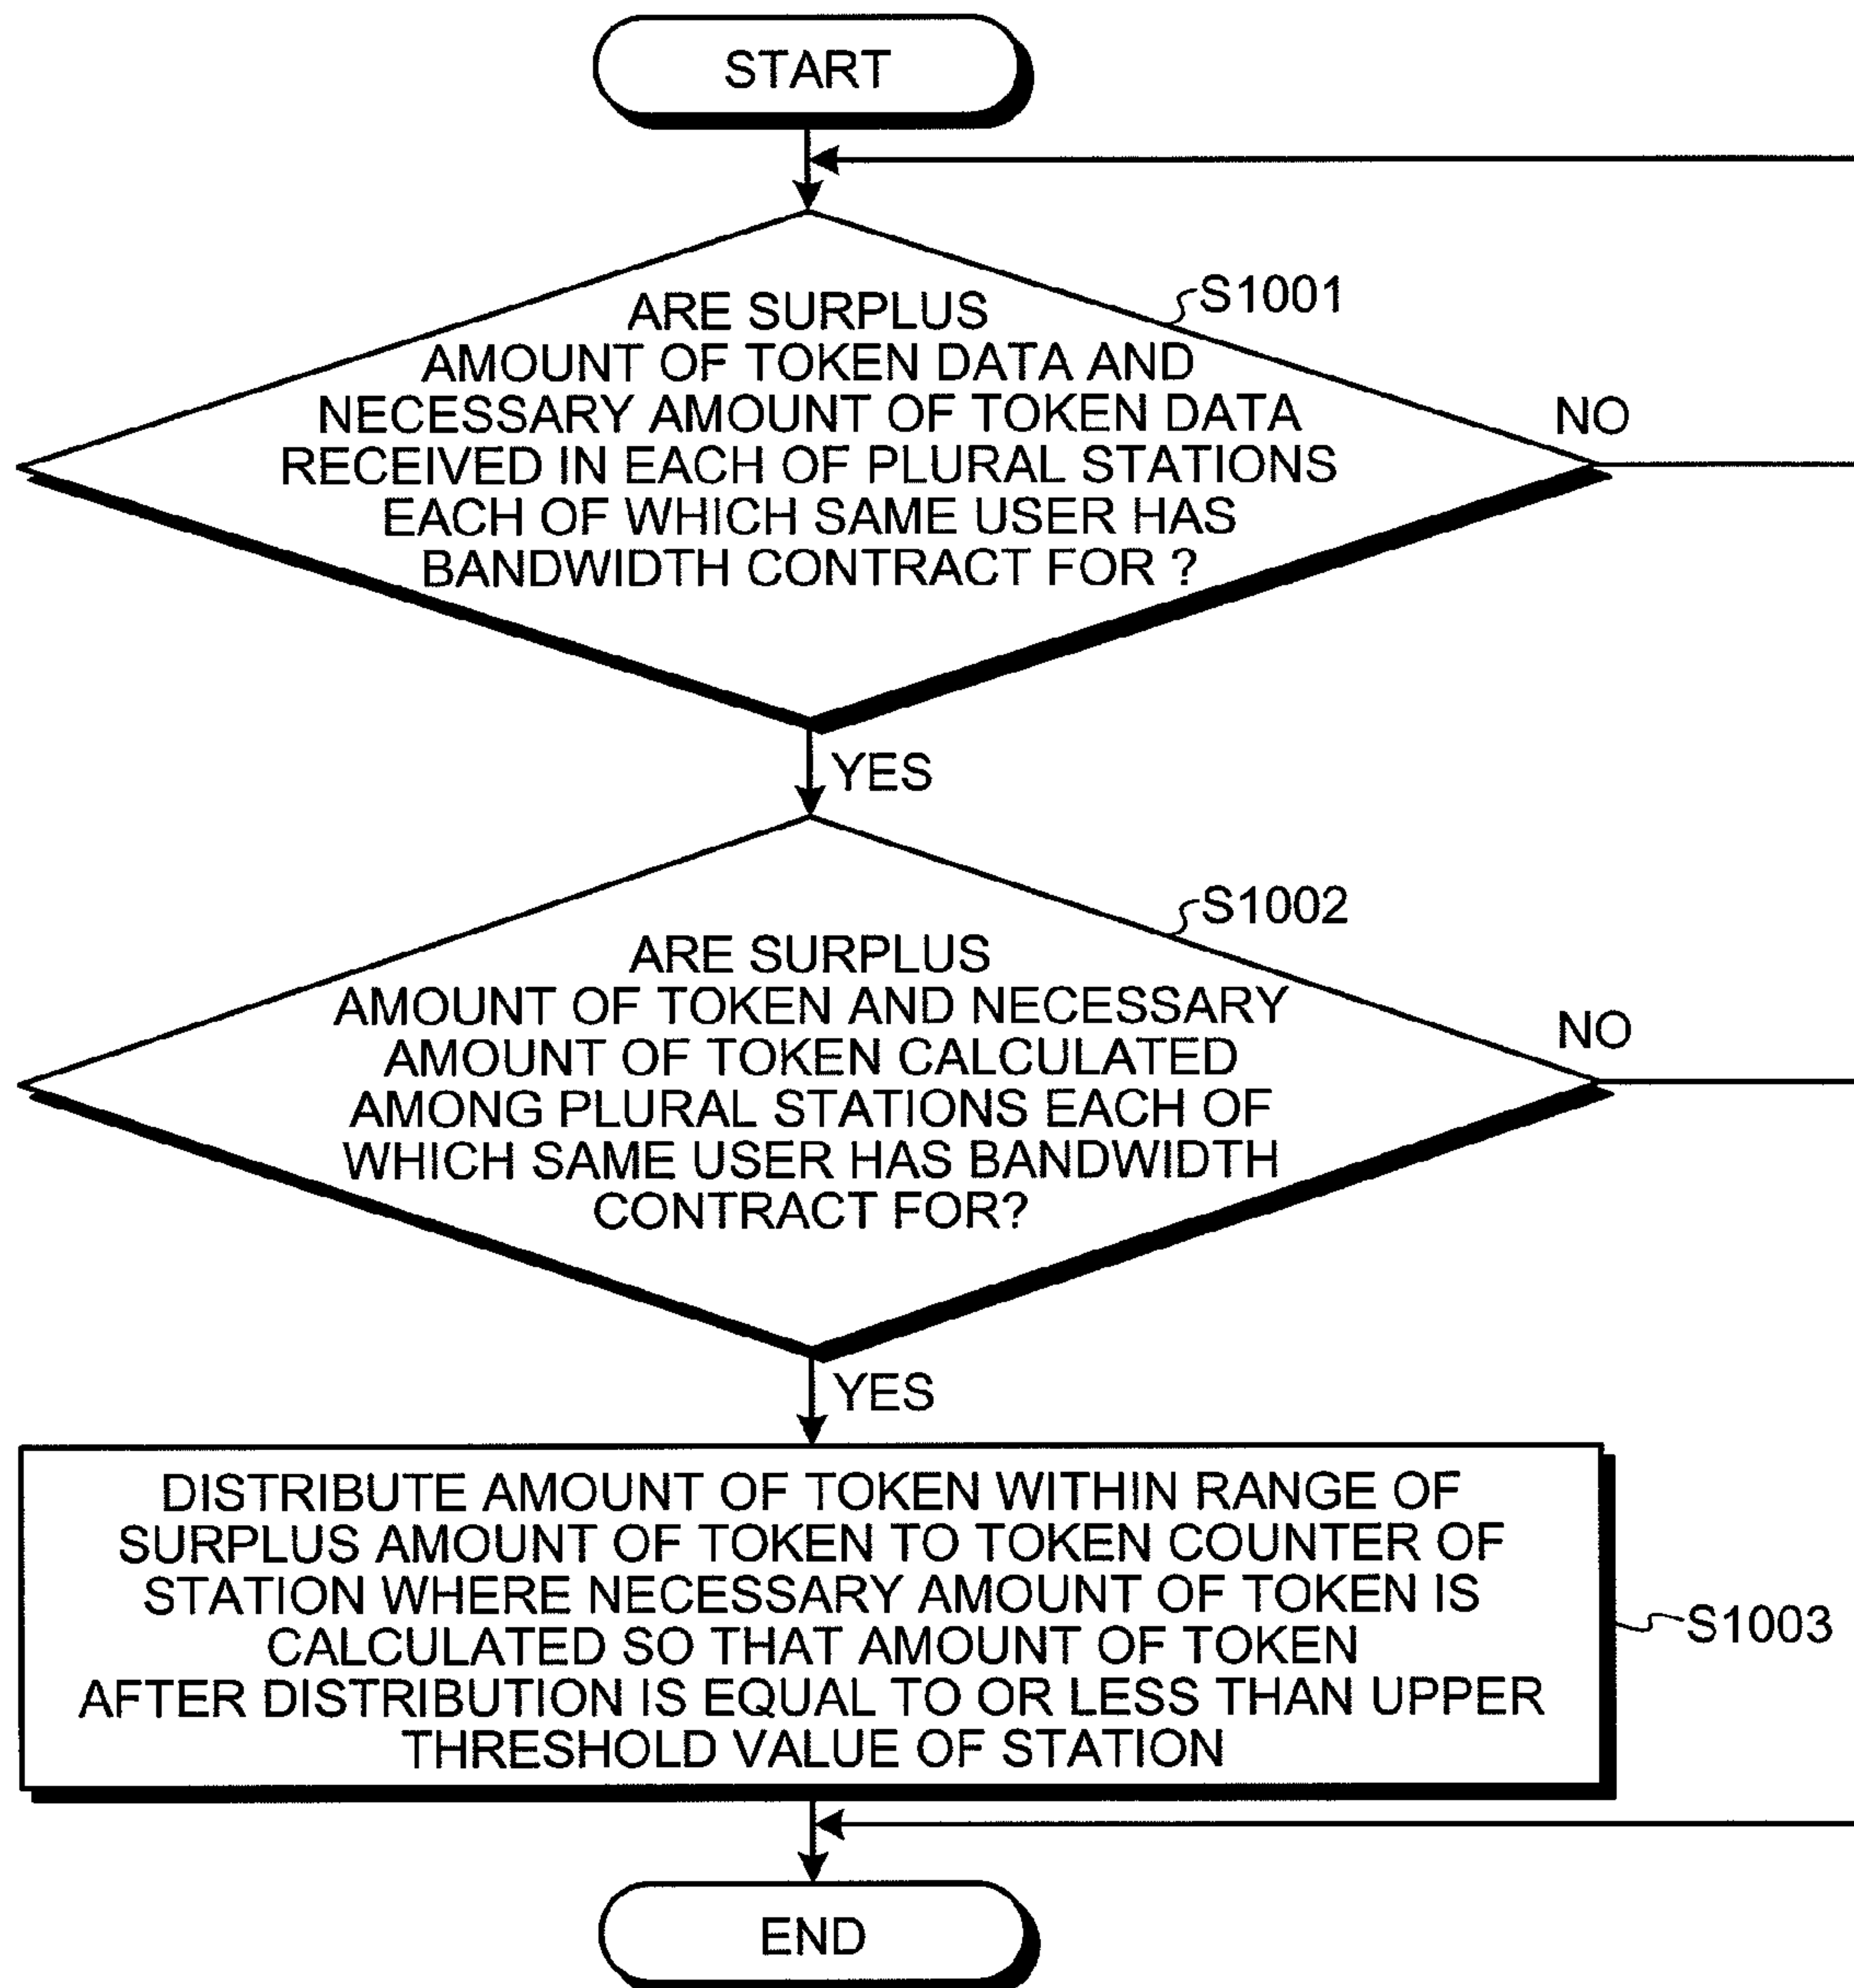 START
S1001
ARE SURPLUS
AMOUNT OF TOKEN DATA AND
NECESSARY AMOUNT OF TOKEN DATA
RECEIVED IN EACH OF PLURAL STATIONS
EACH OF WHICH SAME USER HAS
BANDWIDTH CONTRACT FOR ?
NO
YES
S1002
ARE SURPLUS
AMOUNT OF TOKEN AND NECESSARY
AMOUNT OF TOKEN CALCULATED
AMONG PLURAL STATIONS EACH OF
WHICH SAME USER HAS BANDWIDTH
CONTRACT FOR?
NO
YES
DISTRIBUTE AMOUNT OF TOKEN WITHIN RANGE OF
SURPLUS AMOUNT OF TOKEN TO TOKEN COUNTER OF
STATION WHERE NECESSARY AMOUNT OF TOKEN IS
CALCULATED SO THAT AMOUNT OF TOKEN
AFTER DISTRIBUTION IS EQUAL TO OR LESS THAN UPPER
THRESHOLD VALUE OF STATION
S1003
END